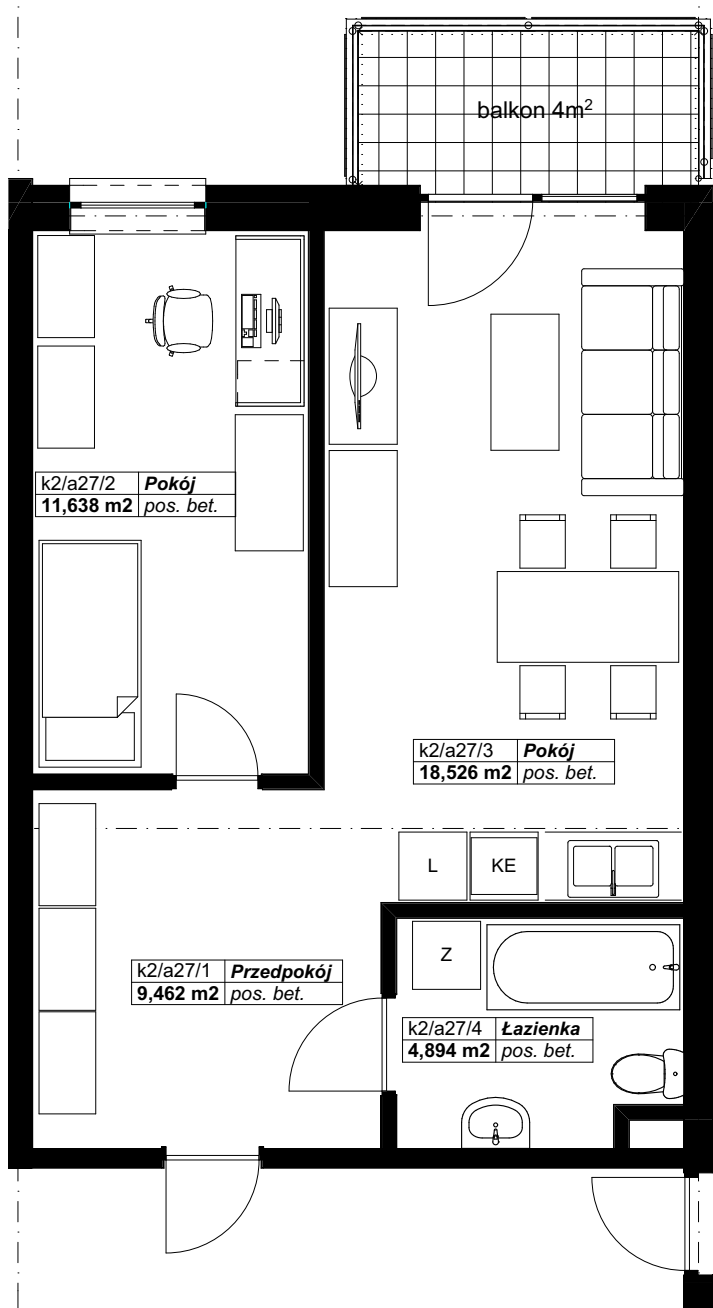 balkon 4m²
k2/a27/2 Pokój
11,638 m2 pos. bet.
k2/a27/3 Pokój
18,526 m2 pos. bet.
L KE
Z
k2/a27/1 Przedpokój
9,462 m2 pos. bet.
k2/a27/4 Łazienka
4,894 m2 pos. bet.